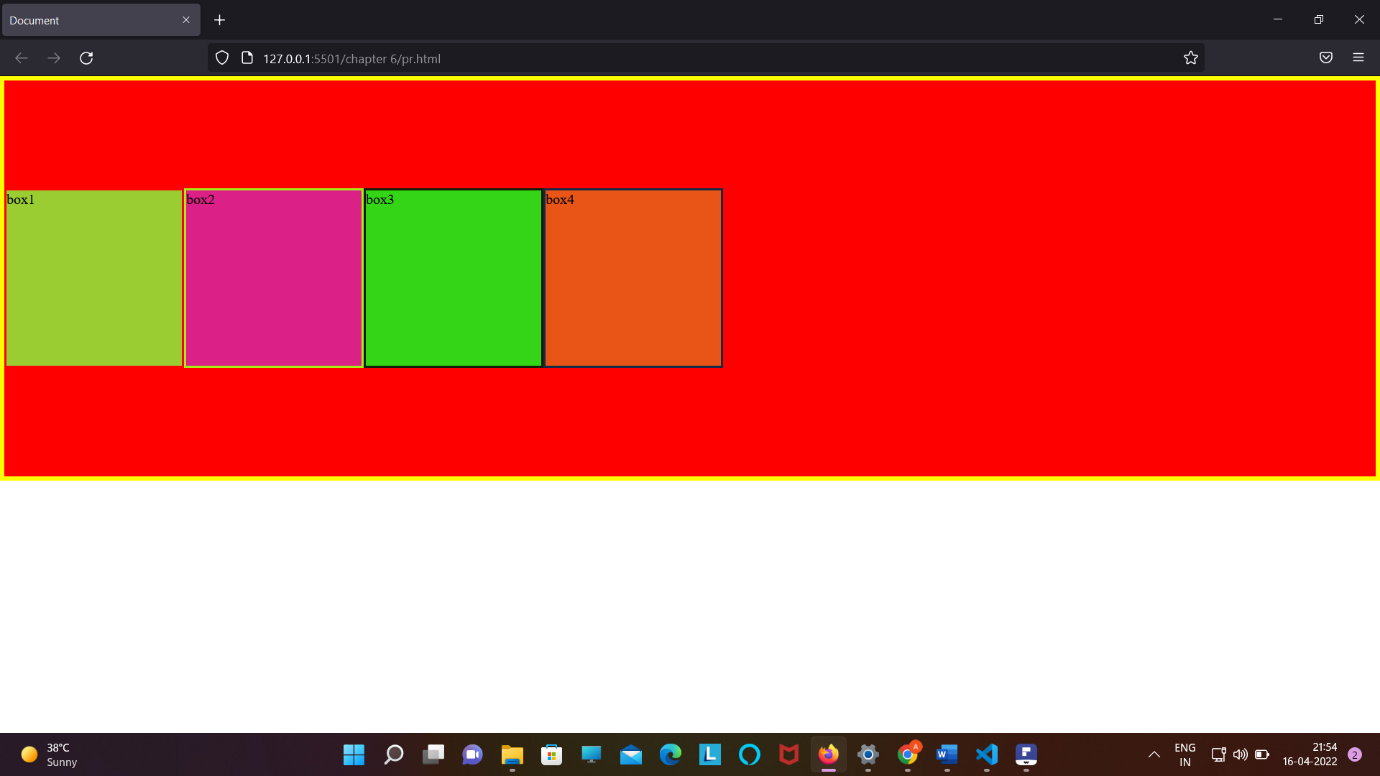 Document
127.0.0.1:5501/chapter 6/pr.html
box1
box2
box3
box4
38°C
Sunny
L
A
W
ENG
IN
21:54
16-04-2022
2